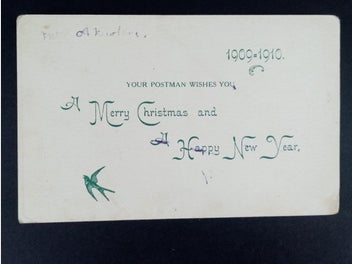 1909=1910.
YOUR POSTMAN WISHES YOU
A Merry Christmas and
A Happy New Year.